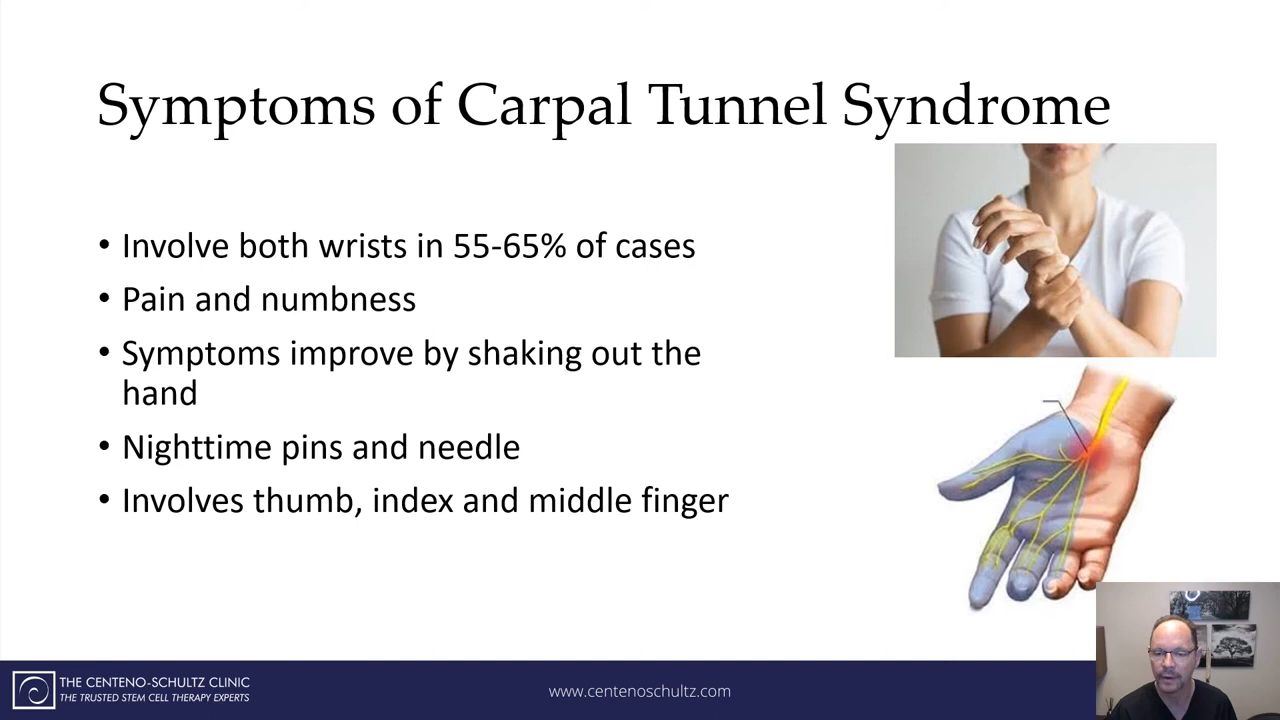 Symptoms of Carpal Tunnel Syndrome
• Involve both wrists in 55-65% of cases
• Pain and numbness
• Symptoms improve by shaking out the
hand
• Nighttime pins and needle
• Involves thumb, index and middle finger
THE CENTENO-SCHULTZ CLINIC
THE TRUSTED STEM CELL THERAPY EXPERTS
www.centenoschultz.com